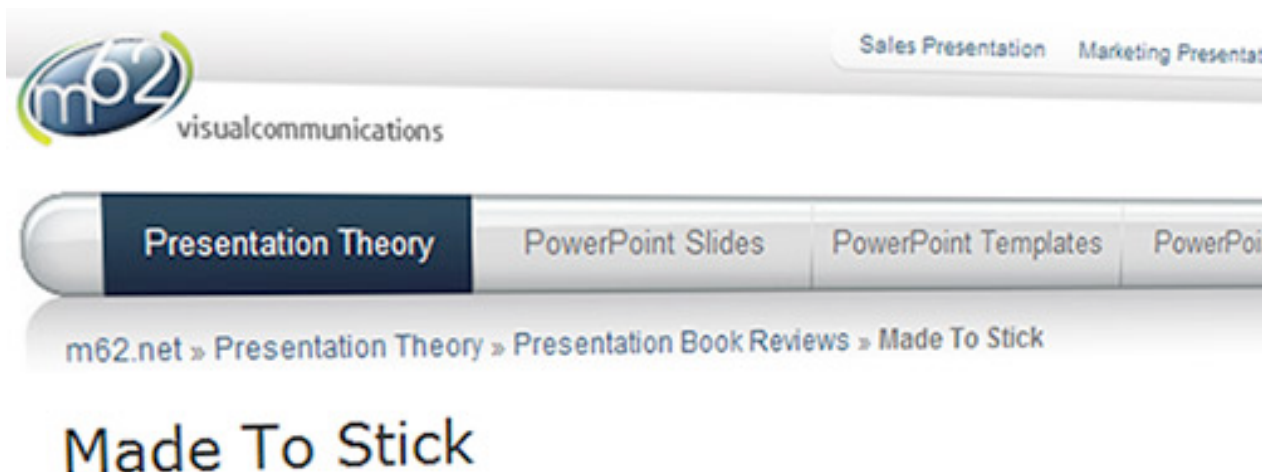 Sales Presentation Marketing
m62
visualcommunications
Presentation Theory PowerPoint Slides PowerPoint Templates
m62.net » Presentation Theory » Presentation Book Reviews » Made To Stick
Made To Stick